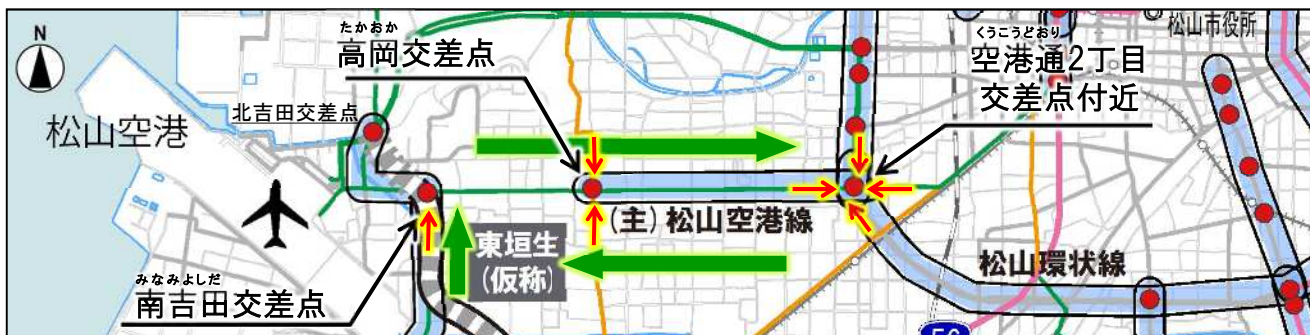 N
松山空港
北吉田交差点
たかおか
高岡交差点
くうこうどおり
空港通2丁目
交差点付近
松山市役所
(主)松山空港線
東垣生
(仮称)
みなみよしだ
南吉田交差点
松山環状線
56